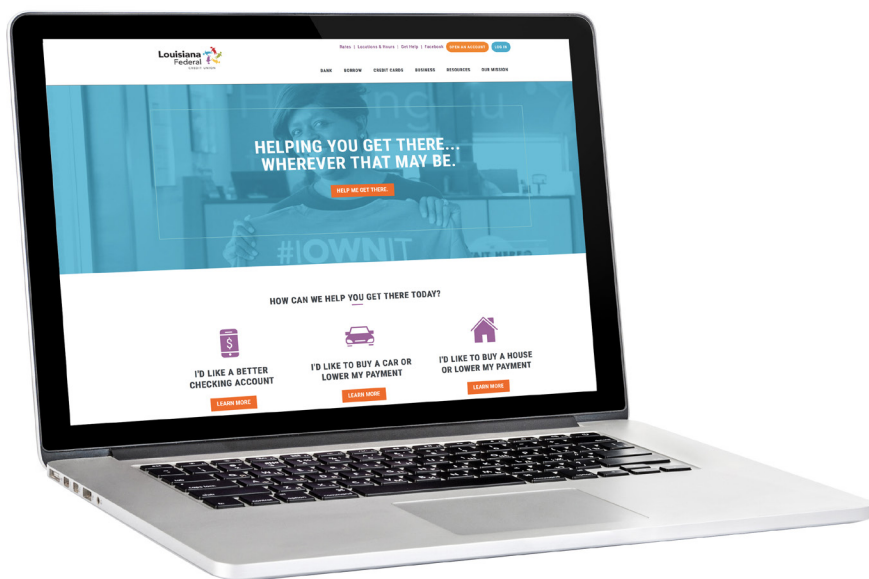 Rates | Locations & Hours | Get Help | Facebook OPEN AN ACCOUNT LOG IN
Louisiana
Federal
CREDIT UNION
BANK BORROW CREDIT CARDS BUSINESS RESOURCES OUR MISSION
HELPING YOU GET THERE...
WHEREVER THAT MAY BE.
HELP ME GET THERE.
#IOWNIT
HOW CAN WE HELP YOU GET THERE TODAY?
$
I'D LIKE A BETTER
CHECKING ACCOUNT
LEARN MORE
I'D LIKE TO BUY A CAR OR
LOWER MY PAYMENT
LEARN MORE
I'D LIKE TO BUY A HOUSE
OR LOWER MY PAYMENT
LEARN MORE